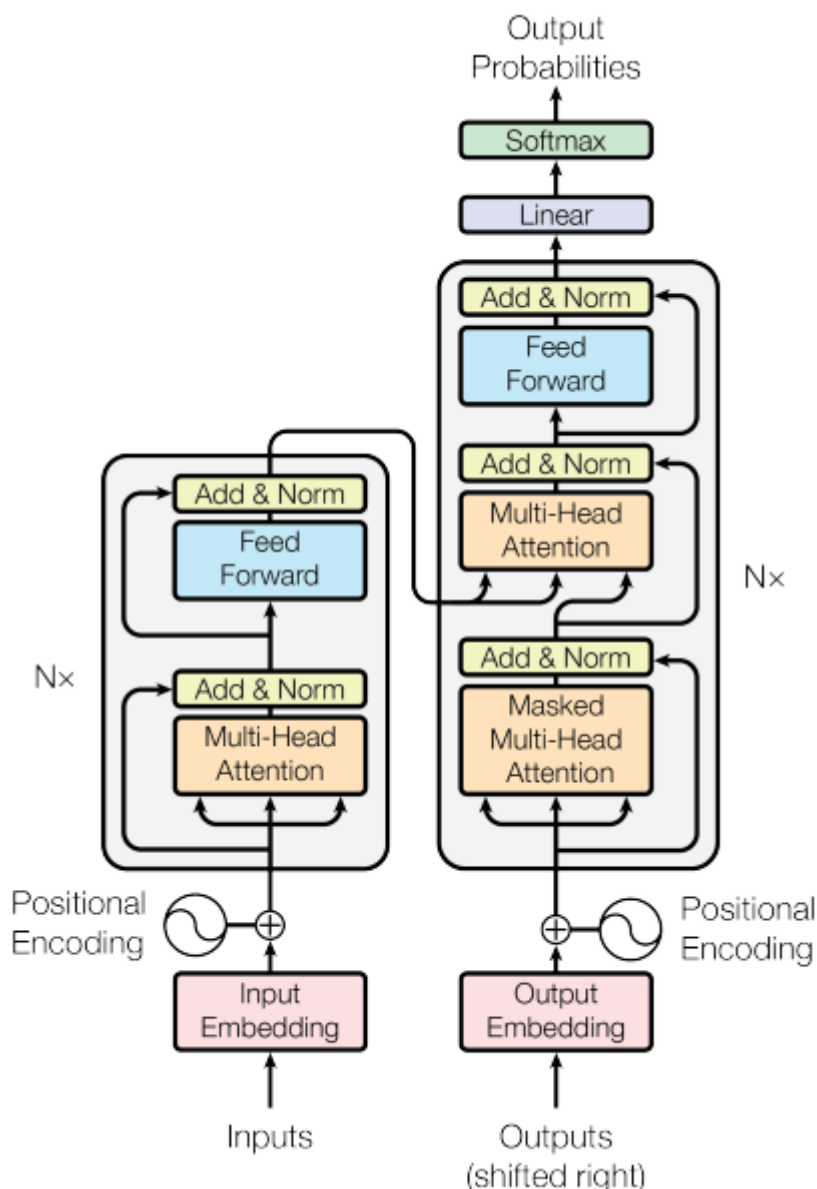 Output
Probabilities
Softmax
Linear
Add & Norm
Feed
Forward
Add & Norm
Multi-Head
Attention
Nx
Add & Norm
Masked
Multi-Head
Attention
Add & Norm
Feed
Forward
Nx
Add & Norm
Multi-Head
Attention
Positional
Encoding
Positional
Encoding
Input
Embedding
Output
Embedding
Inputs
Outputs
(shifted right)